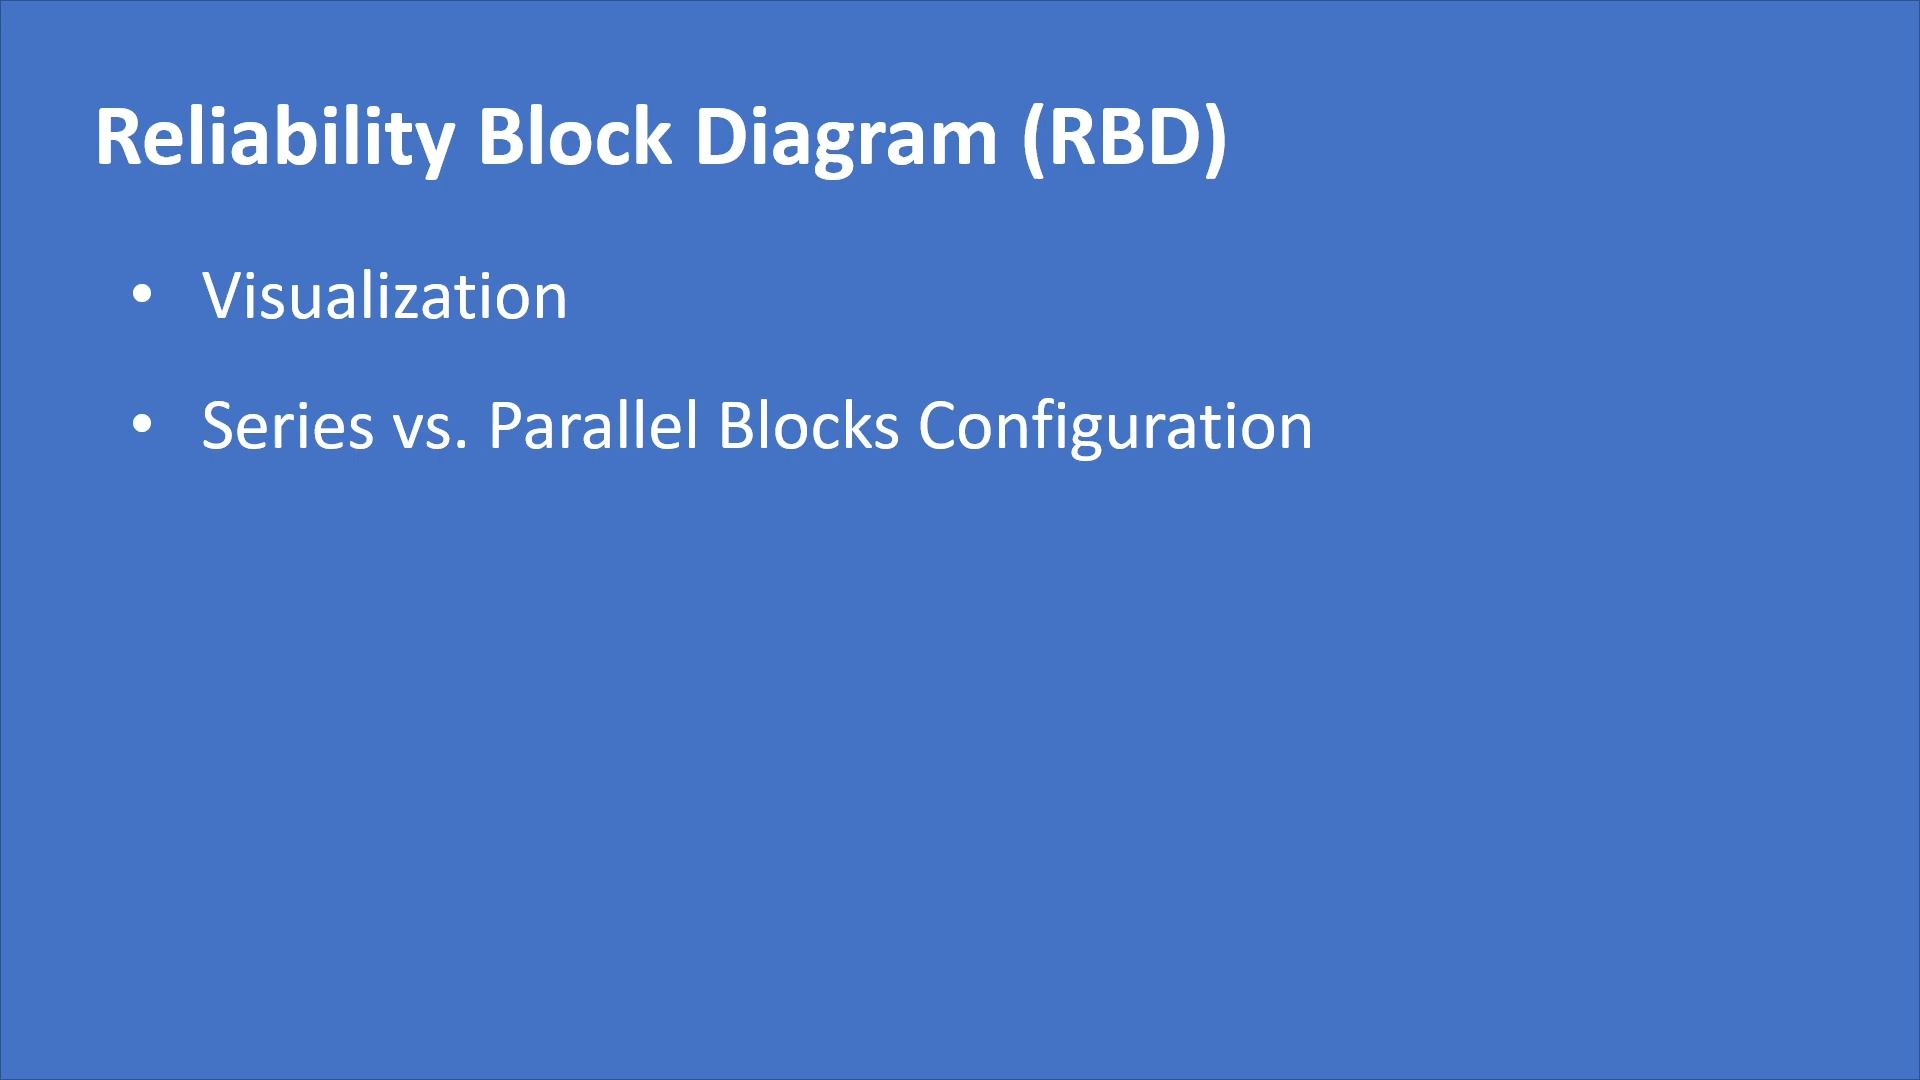 Reliability Block Diagram (RBD)
• Visualization
• Series vs. Parallel Blocks Configuration